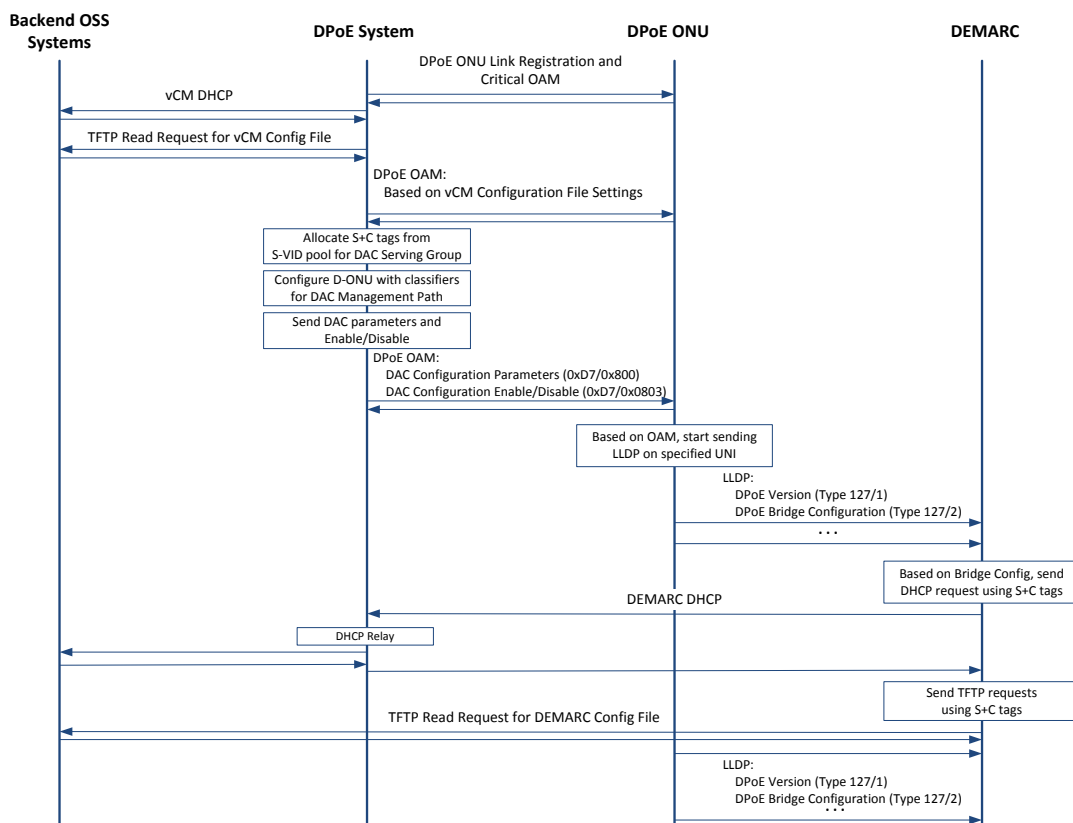 Backend OSS
Systems
DPoE System
DPoE ONU
DEMARC
DPoE ONU Link Registration and
Critical OAM
vCM DHCP
TFTP Read Request for vCM Config File
DPoE OAM:
Based on vCM Configuration File Settings
Allocate S+C tags from
S-VID pool for DAC Serving Group
Configure D-ONU with classifiers
for DAC Management Path
Send DAC parameters and
Enable/Disable
DPoE OAM:
DAC Configuration Parameters (0xD7/0x800)
DAC Configuration Enable/Disable (0xD7/0x0803)
Based on OAM, start sending
LLDP on specified UNI
LLDP:
DPoE Version (Type 127/1)
DPoE Bridge Configuration (Type 127/2)
...
Based on Bridge Config, send
DHCP request using S+C tags
DEMARC DHCP
DHCP Relay
Send TFTP requests
using S+C tags
TFTP Read Request for DEMARC Config File
LLDP:
DPoE Version (Type 127/1)
DPoE Bridge Configuration (Type 127/2)
...